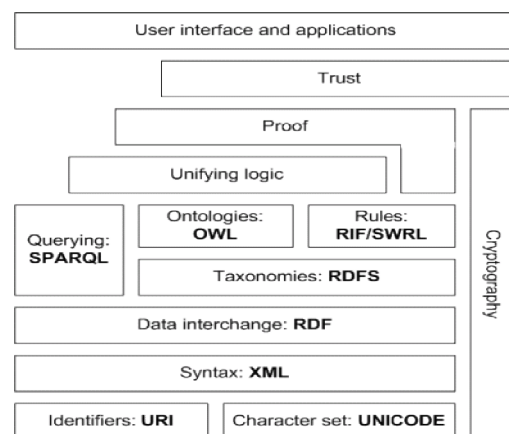 User interface and applications
Trust
Proof
Unifying logic
Querying:
SPARQL
Ontologies:
OWL
Rules:
RIF/SWRL
Taxonomies: RDFS
Cryptography
Data interchange: RDF
Syntax: XML
Identifiers: URI
Character set: UNICODE